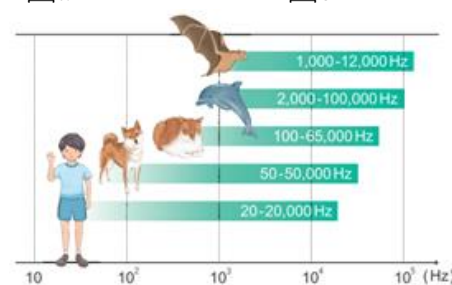 1,000-12,000 Hz
2,000-100,000 Hz
100-65,000 Hz
50-50,000 Hz
20-20,000 Hz
10 10² 10³ 10⁴ 10⁵ (Hz)